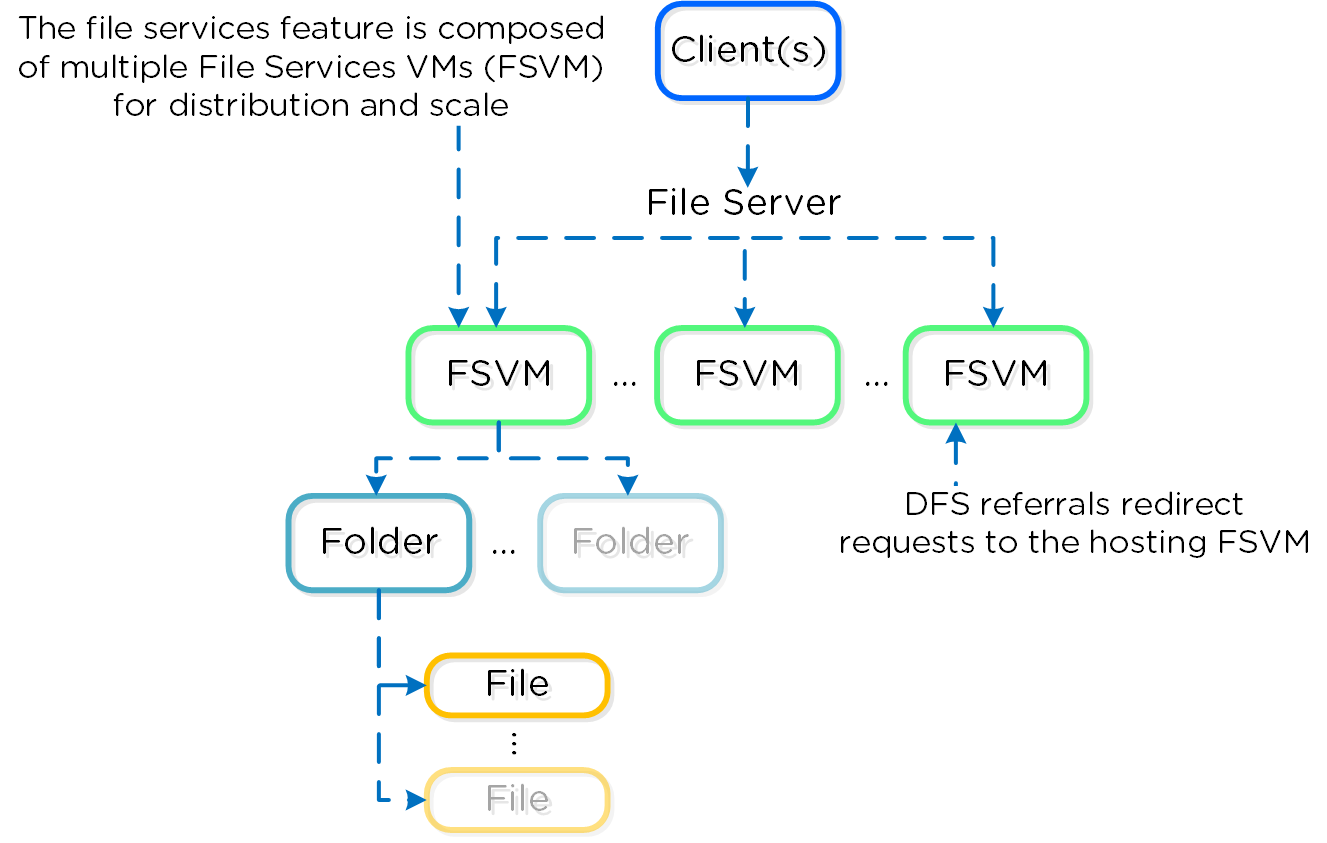 The file services feature is composed
of multiple File Services VMs (FSVM)
for distribution and scale
Client(s)
File Server
FSVM
...
FSVM
...
FSVM
Folder
...
Folder
DFS referrals redirect
requests to the hosting FSVM
File
...
File